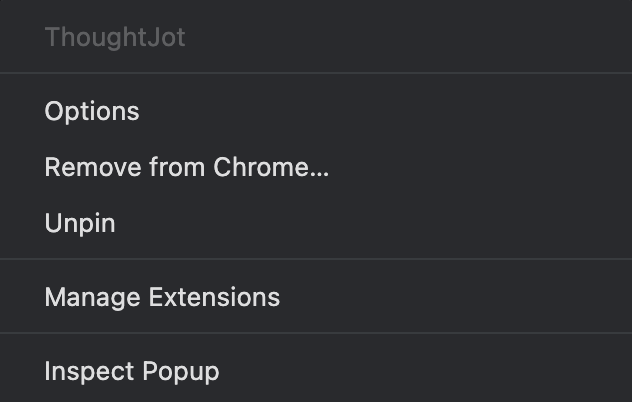 ThoughtJot
Options
Remove from Chrome...
Unpin
Manage Extensions
Inspect Popup